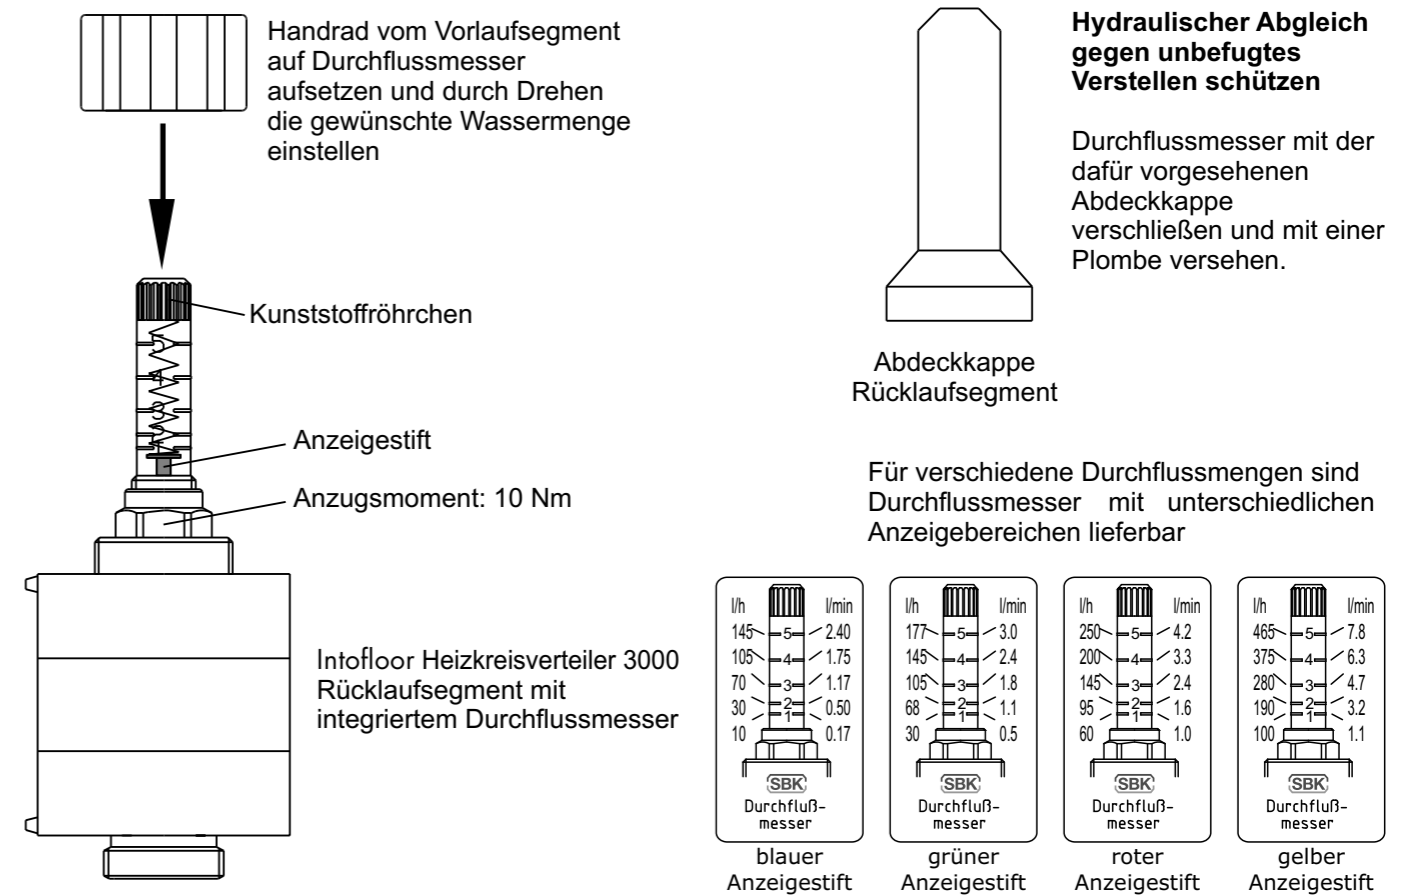 Handrad vom Vorlaufsegment
auf Durchflussmesser
aufsetzen und durch Drehen
die gewünschte Wassermenge
einstellen
Kunststoffröhrchen
5
4
3
2
1
Anzeigestift
Anzugsmoment: 10 Nm
Intofloor Heizkreisverteiler 3000
Rücklaufsegment mit
integriertem Durchflussmesser
Hydraulischer Abgleich
gegen unbefugtes
Verstellen schützen
Durchflussmesser mit der
dafür vorgesehenen
Abdeckkappe
verschließen und mit einer
Plombe versehen.
Abdeckkappe
Rücklaufsegment
Für verschiedene Durchflussmengen sind
Durchflussmesser mit unterschiedlichen
Anzeigebereichen lieferbar
l/h l/min
145 5 2.40
105 4 1.75
70 3 1.17
30 2 0.50
10 1 0.17
SBK
Durchfluß-
messer
blauer
Anzeigestift
l/h l/min
177 5 3.0
145 4 2.4
105 3 1.8
68 2 1.1
30 1 0.5
SBK
Durchfluß-
messer
grüner
Anzeigestift
l/h l/min
250 5 4.2
200 4 3.3
145 3 2.4
95 2 1.6
60 1 1.0
SBK
Durchfluß-
messer
roter
Anzeigestift
l/h l/min
465 5 7.8
375 4 6.3
280 3 4.7
190 2 3.2
100 1 1.1
SBK
Durchfluß-
messer
gelber
Anzeigestift